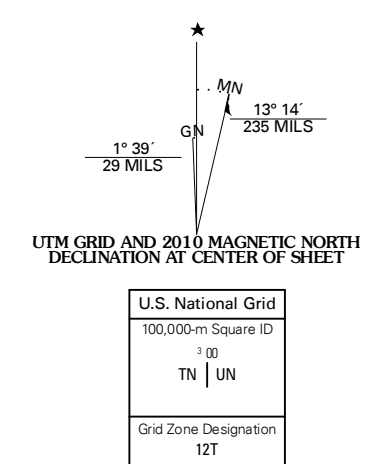 MN
13° 14´
235 MILS
GN
1° 39´
29 MILS
UTM GRID AND 2010 MAGNETIC NORTH
DECLINATION AT CENTER OF SHEET
U.S. National Grid
100,000-m Square ID
3 00
TN UN
Grid Zone Designation
12T